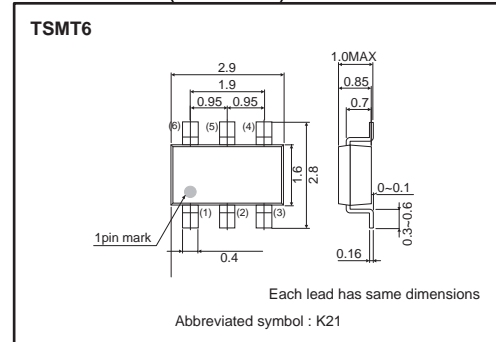 TSMT6
1.0MAX
2.9
0.85
1.9
0.7
0.95 0.95
(6) (5) (4)
1.6
2.8
0~0.1
0.3~0.6
(1) (2) (3)
1pin mark
0.4
0.16
Each lead has same dimensions
Abbreviated symbol : K21